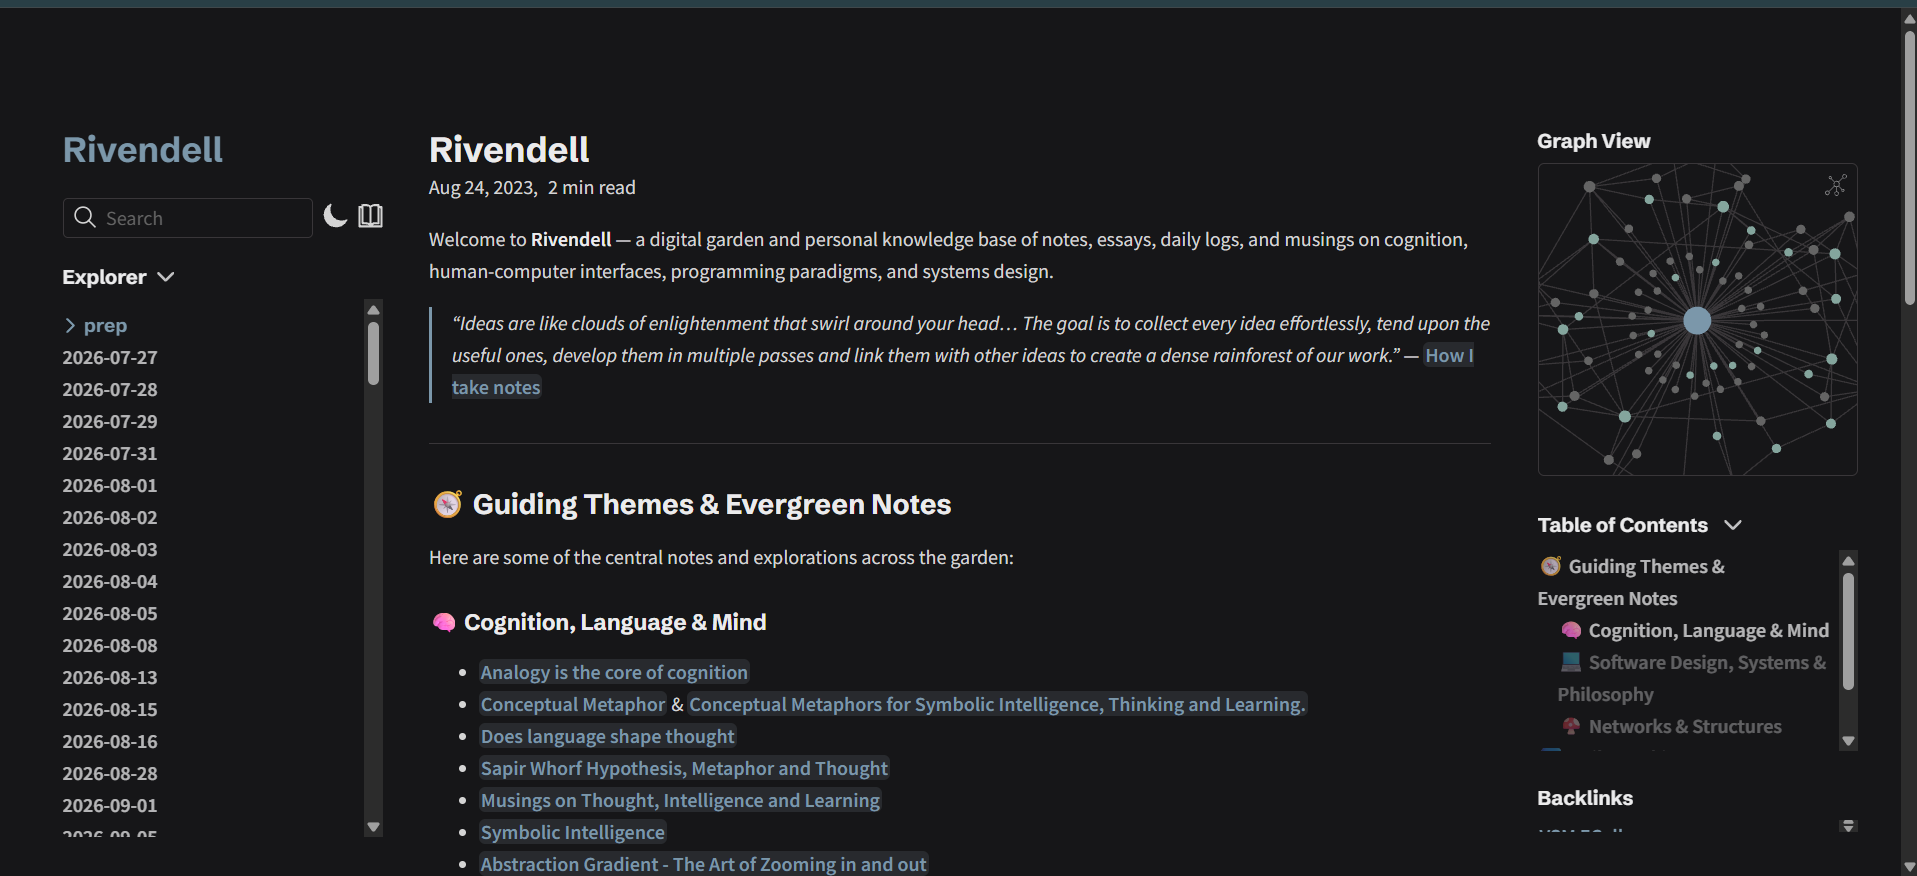 Rivendell
Search
Explorer
prep
2026-07-27
2026-07-28
2026-07-29
2026-07-31
2026-08-01
2026-08-02
2026-08-03
2026-08-04
2026-08-05
2026-08-08
2026-08-13
2026-08-15
2026-08-16
2026-08-28
2026-09-01
2026-09-05
Rivendell
Aug 24, 2023, 2 min read
Welcome to Rivendell — a digital garden and personal knowledge base of notes, essays, daily logs, and musings on cognition,
human-computer interfaces, programming paradigms, and systems design.
“Ideas are like clouds of enlightenment that swirl around your head… The goal is to collect every idea effortlessly, tend upon the
useful ones, develop them in multiple passes and link them with other ideas to create a dense rainforest of our work.” — How I
take notes
🧭 Guiding Themes & Evergreen Notes
Here are some of the central notes and explorations across the garden:
🧠 Cognition, Language & Mind
• Analogy is the core of cognition
• Conceptual Metaphor & Conceptual Metaphors for Symbolic Intelligence, Thinking and Learning.
• Does language shape thought
• Sapir Whorf Hypothesis, Metaphor and Thought
• Musings on Thought, Intelligence and Learning
• Symbolic Intelligence
• Abstraction Gradient - The Art of Zooming in and out
Graph View
Table of Contents
🧭 Guiding Themes &
Evergreen Notes
🧠 Cognition, Language & Mind
💻 Software Design, Systems &
Philosophy
🍄 Networks & Structures
Backlinks